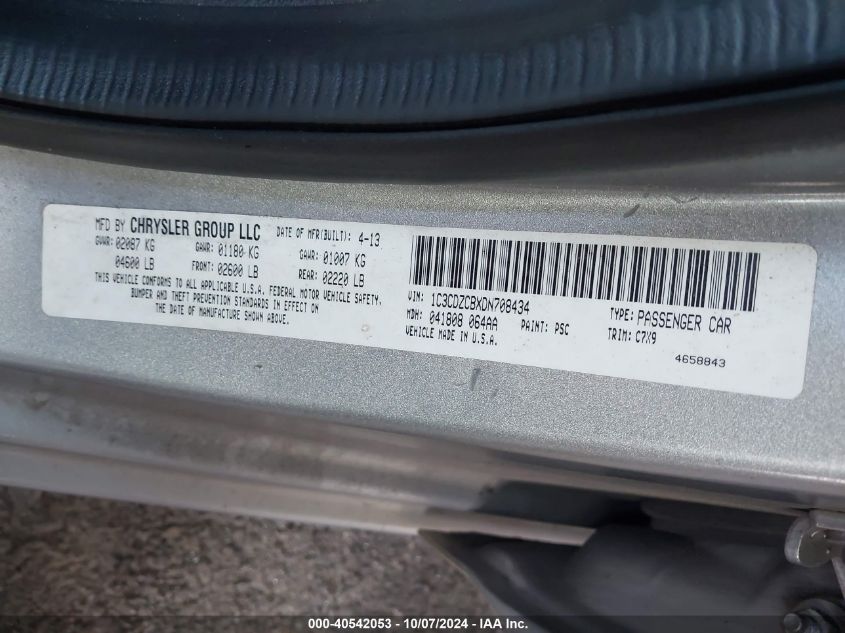 MFD BY CHRYSLER GROUP LLC DATE OF MFR(BUILT): 4-13
GVWR: 02087 KG GAWR: 01180 KG GAWR: 01007 KG
04600 LB FRONT: 02600 LB REAR: 02220 LB
THIS VEHICLE CONFORMS TO ALL APPLICABLE U.S.A. FEDERAL MOTOR VEHICLE SAFETY,
BUMPER AND THEFT PREVENTION STANDARDS IN EFFECT ON
THE DATE OF MANUFACTURE SHOWN ABOVE.
VIN: 1C3CDZCBXDN708434 TYPE: PASSENGER CAR
MDH: 041808 064AA PAINT: PSC TRIM: C7X9
VEHICLE MADE IN U.S.A.
4658843
000-40542053 - 10/07/2024 - IAA Inc.